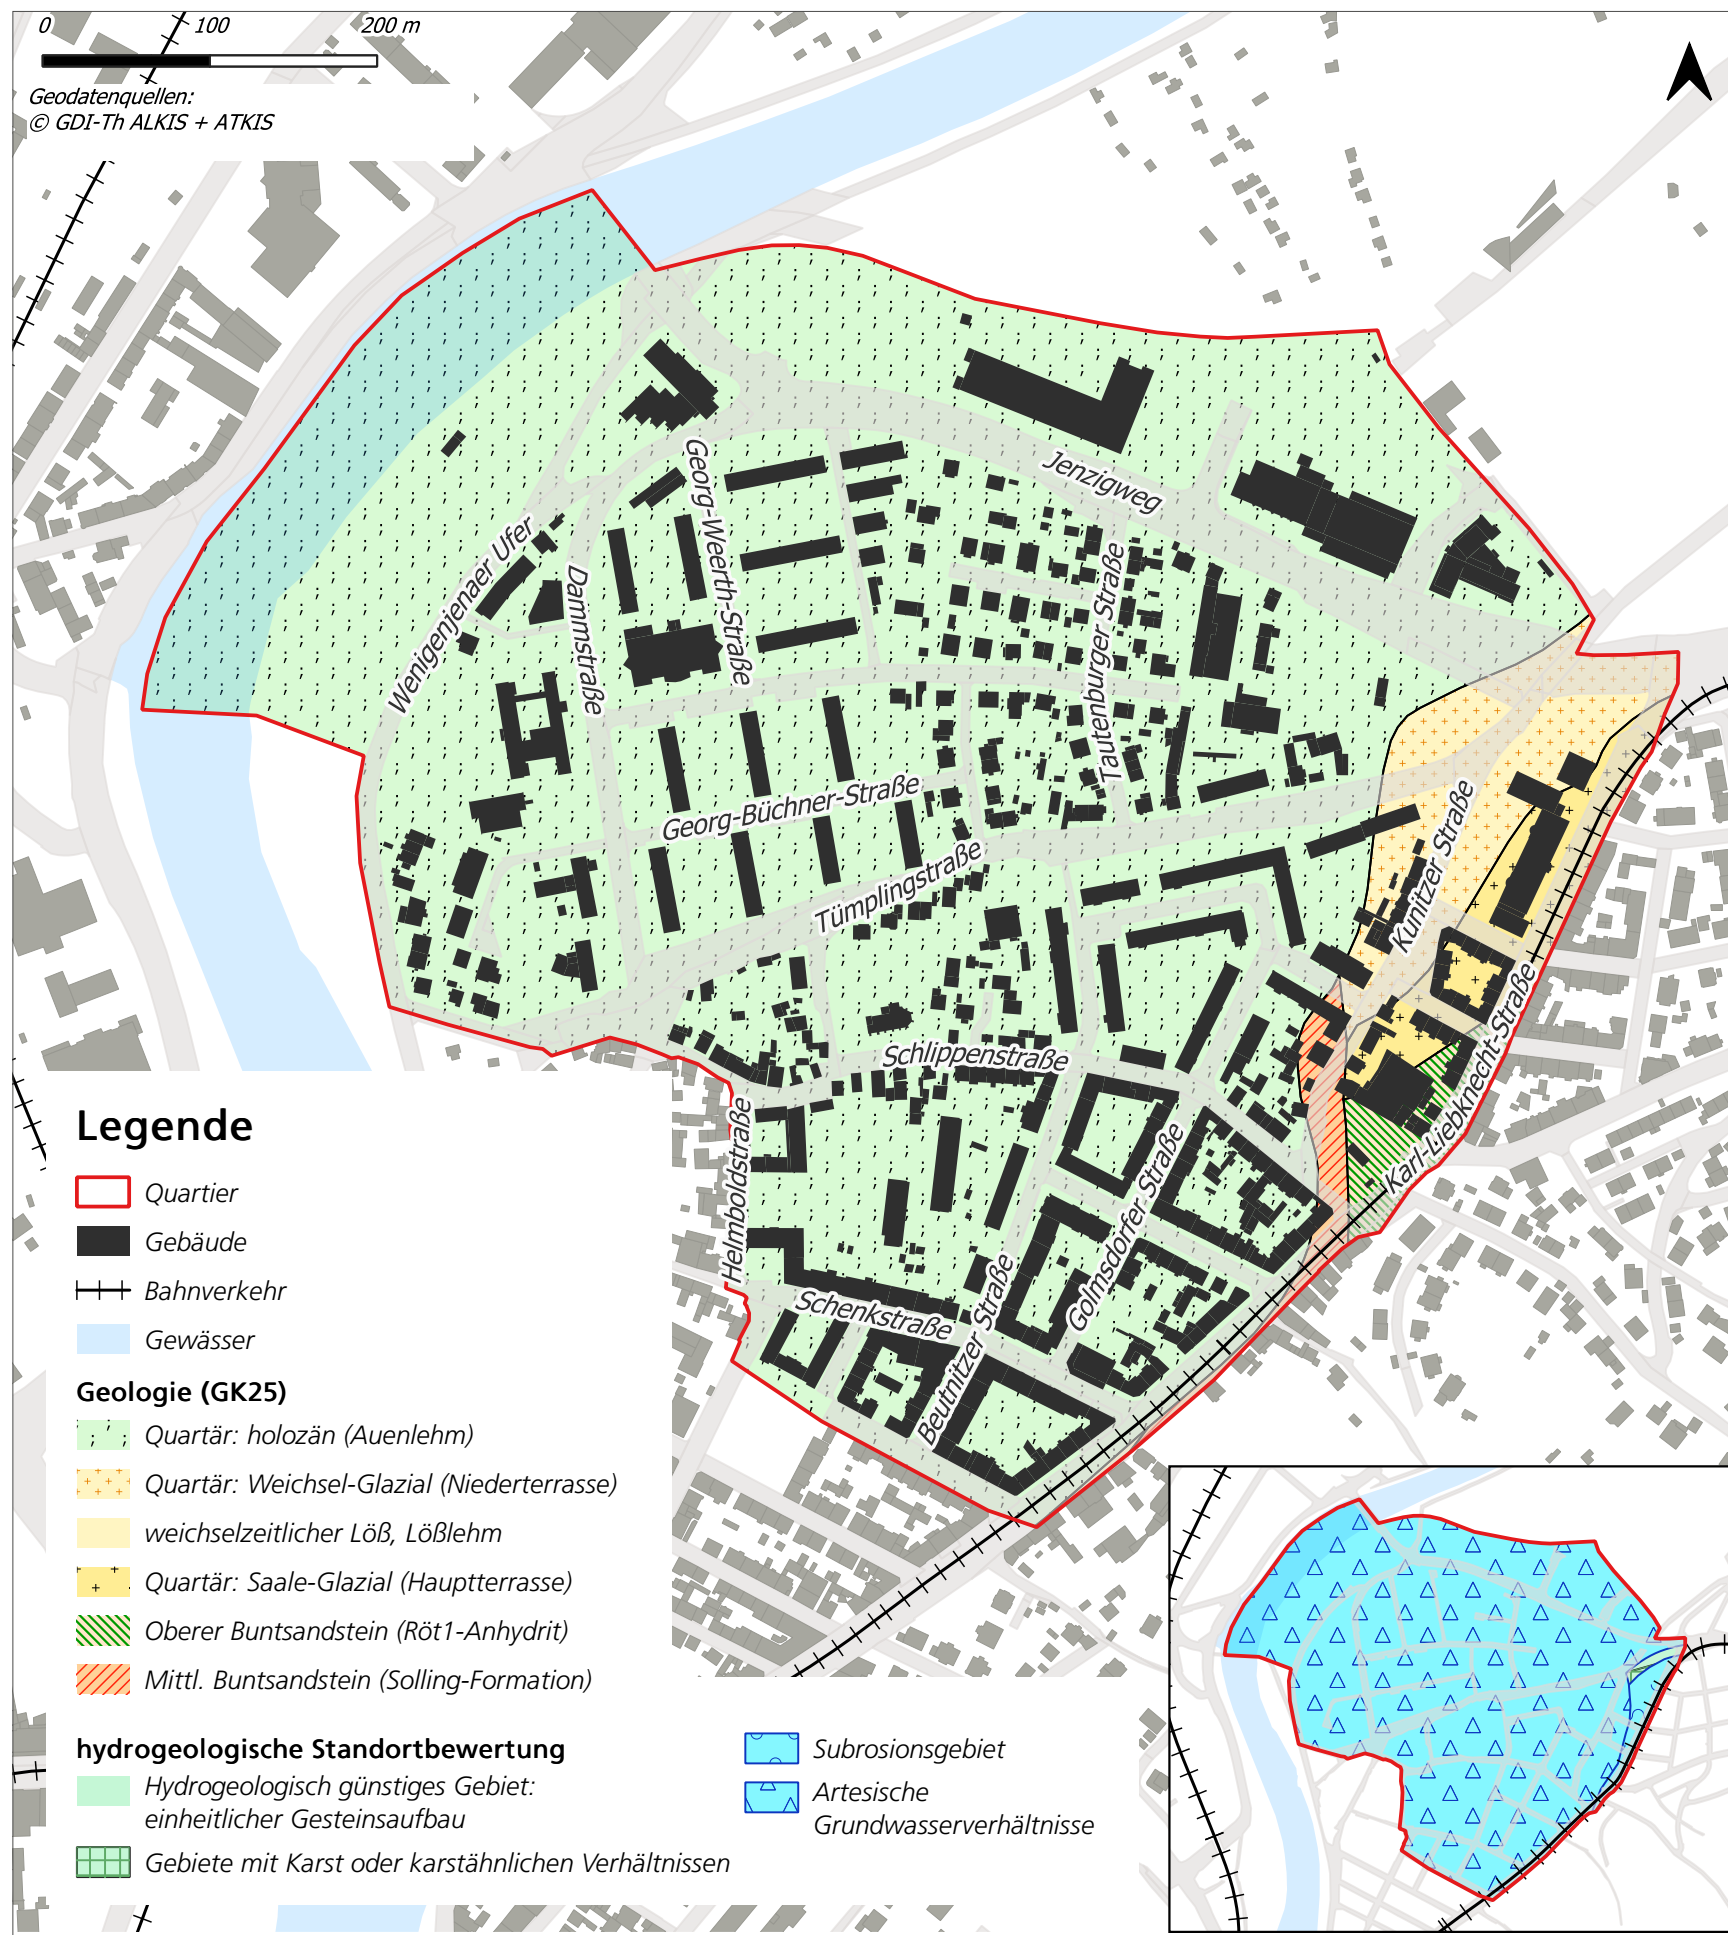 0 100 200 m
Geodatenquellen:
© GDI-Th ALKIS + ATKIS
Jenzigweg
Georg-Weerth-Straße
Wenigenjenaer Ufer
Dammstraße
Tautenburger Straße
Georg-Büchner-Straße
Tümplingstraße
Kunitzer Straße
Schlippenstraße
Karl-Liebknecht-Straße
Helmboldstraße
Golmsdorfer Straße
Schenkstraße
Beutnitzer Straße
Legende
Quartier
Gebäude
Bahnverkehr
Gewässer
Geologie (GK25)
Quartär: holozän (Auenlehm)
Quartär: Weichsel-Glazial (Niederterrasse)
weichselzeitlicher Löß, Lößlehm
Quartär: Saale-Glazial (Hauptterrasse)
Oberer Buntsandstein (Röt1-Anhydrit)
Mittl. Buntsandstein (Solling-Formation)
hydrogeologische Standortbewertung
Hydrogeologisch günstiges Gebiet:
einheitlicher Gesteinsaufbau
Gebiete mit Karst oder karstähnlichen Verhältnissen
Subrosionsgebiet
Artesische
Grundwasserverhältnisse